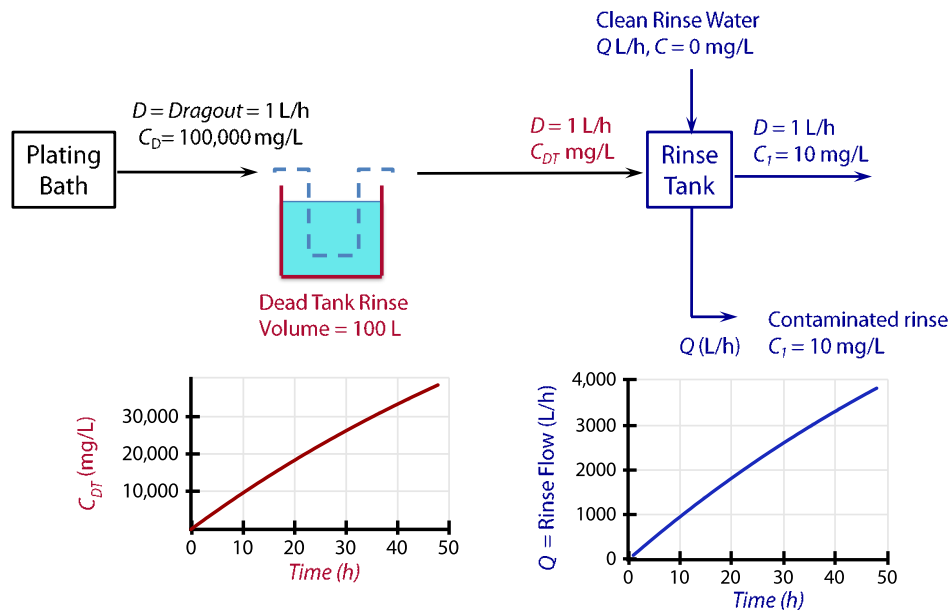 Clean Rinse Water
Q L/h, C = 0 mg/L
D = Dragout = 1 L/h
C_D= 100,000 mg/L
D = 1 L/h
C_DT mg/L
D = 1 L/h
C_1 = 10 mg/L
Plating
Bath
Rinse
Tank
Dead Tank Rinse
Volume = 100 L
Q (L/h)
Contaminated rinse
C_1 = 10 mg/L
C_DT (mg/L)
30,000
20,000
10,000
0 10 20 30 40 50
Time (h)
Q = Rinse Flow (L/h)
4,000
3000
2000
1000
0
0 10 20 30 40 50
Time (h)